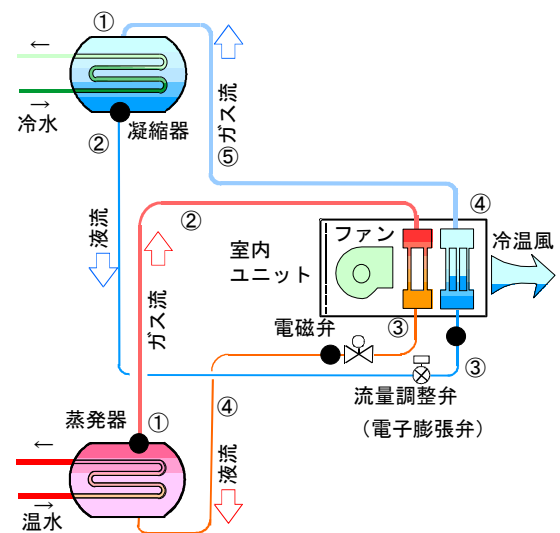 ①
←
→
冷水
凝縮器
②
ガス流
⑤
液流
②
④
ファン
冷温風
室内
ユニット
電磁弁
③
③
ガス流
流量調整弁
（電子膨張弁）
④
蒸発器
①
←
液流
→
温水